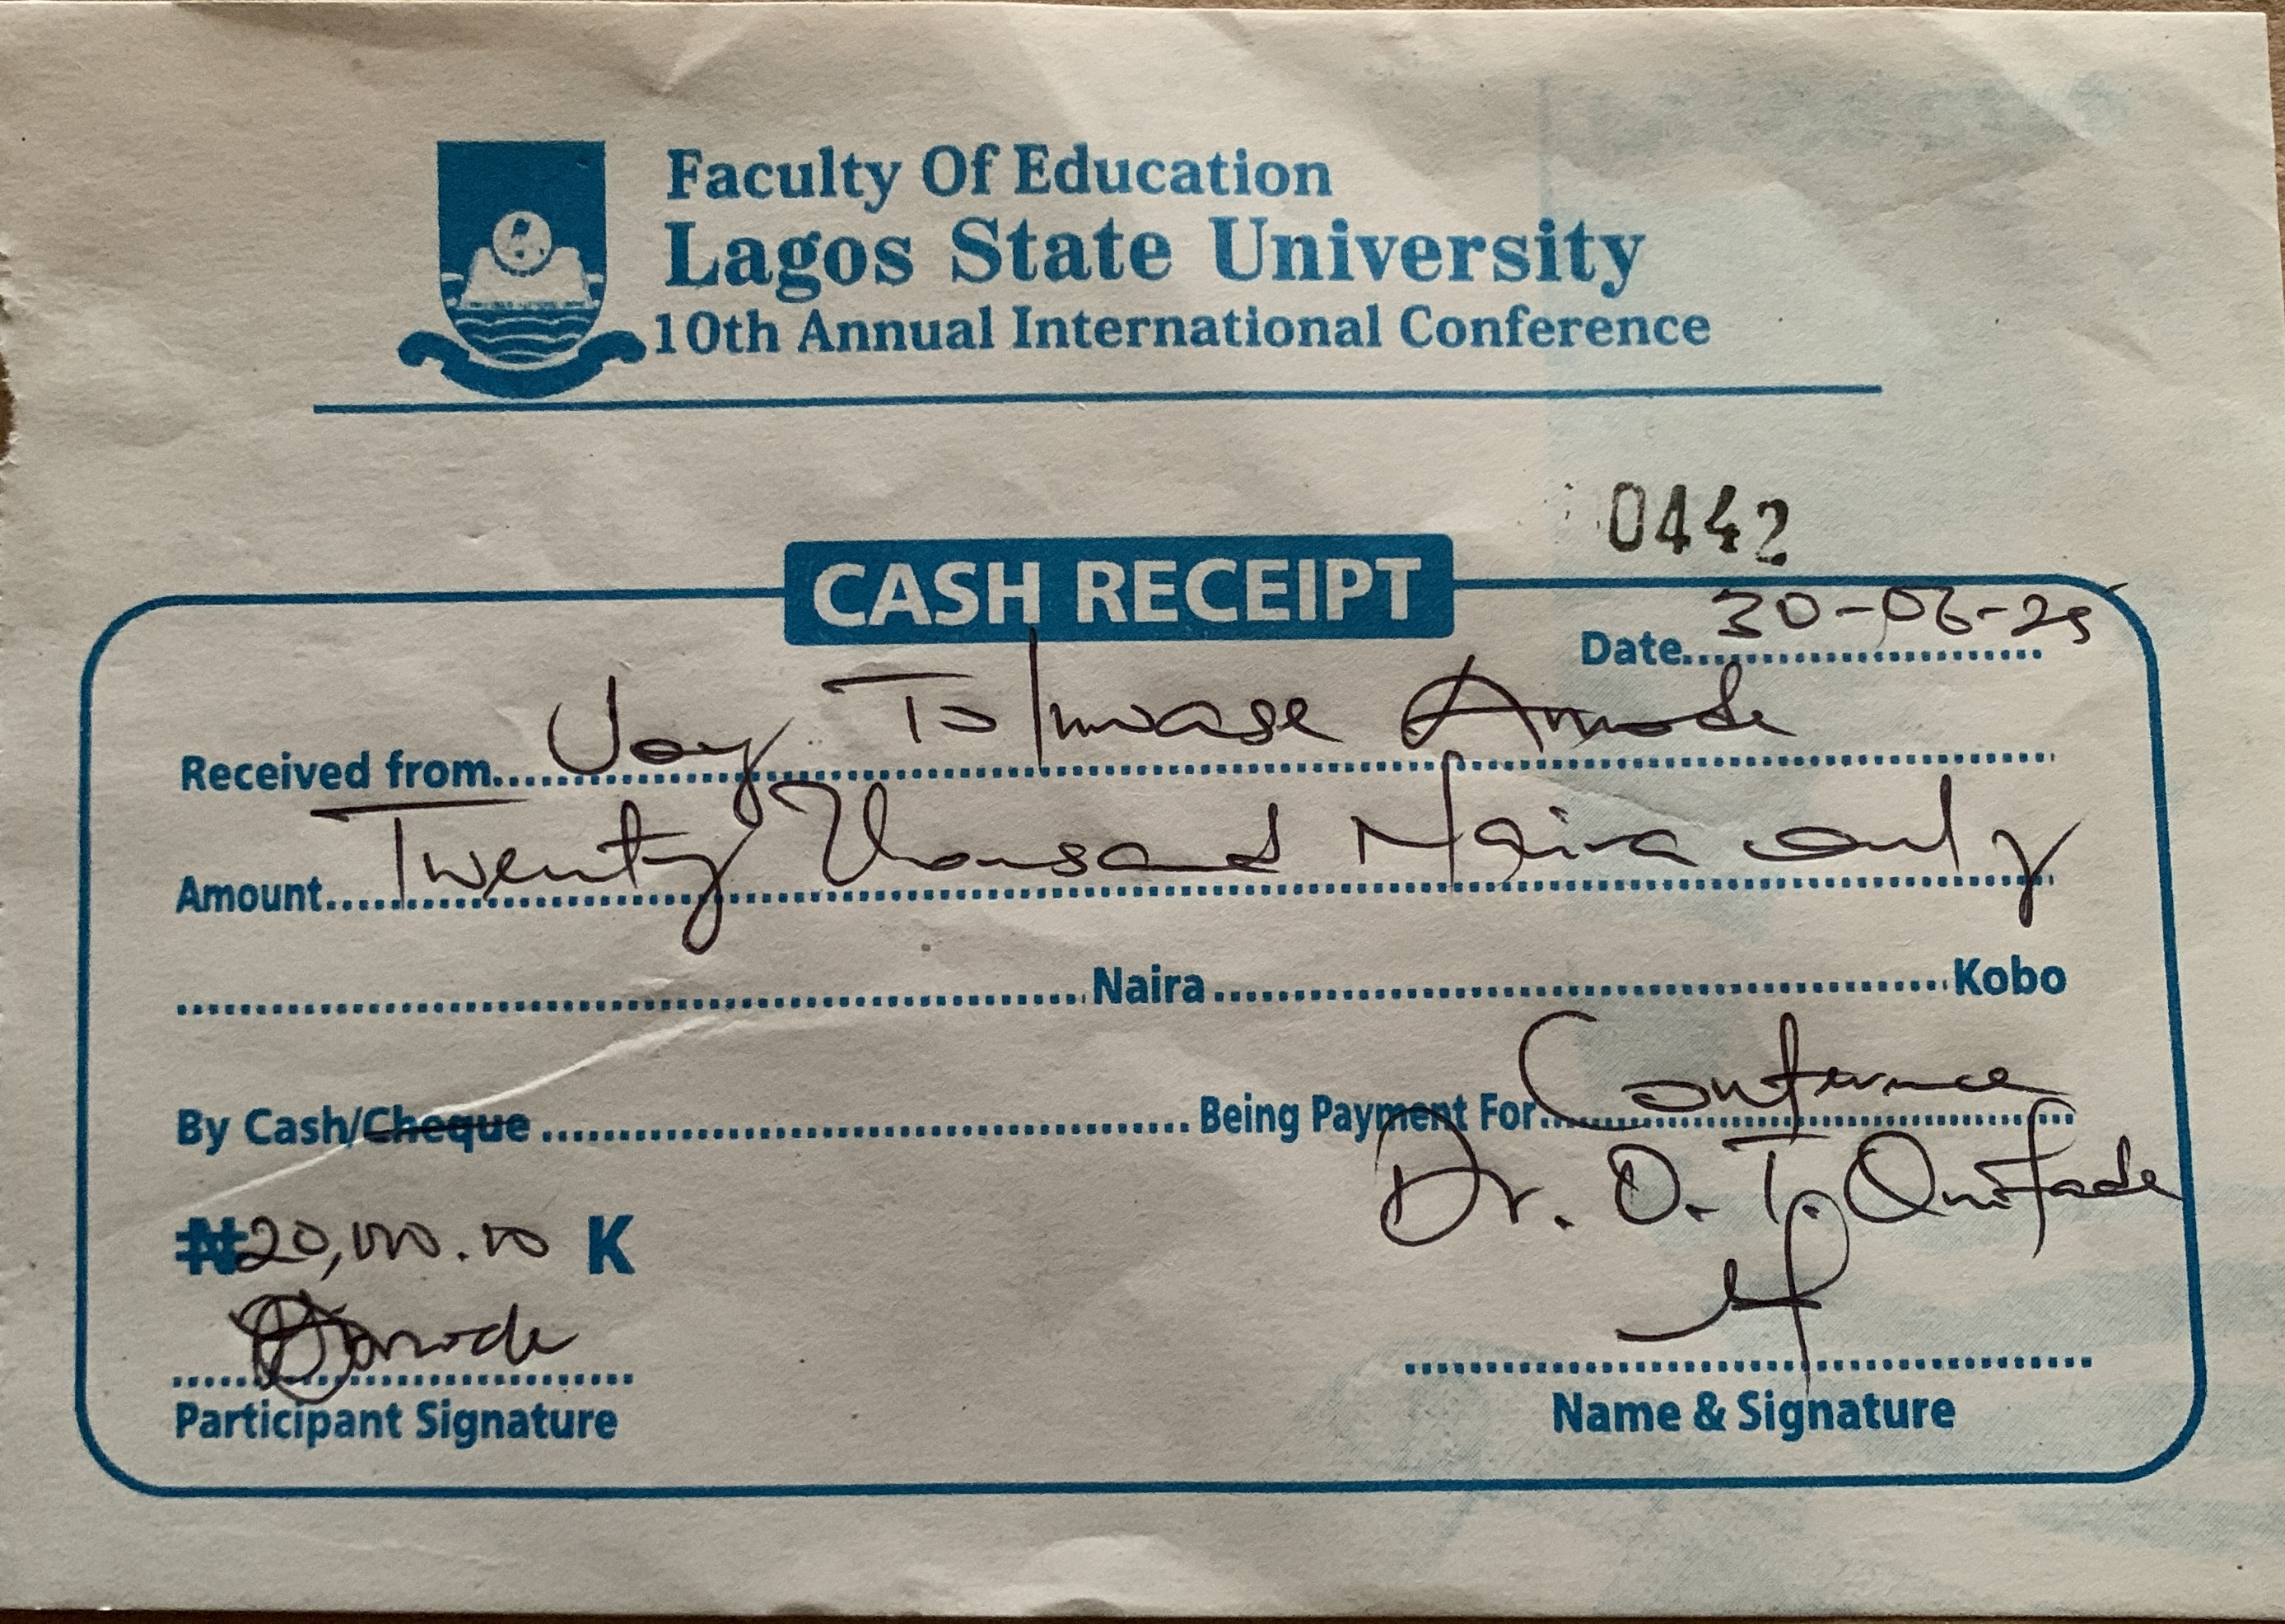 Faculty Of Education
Lagos State University
10th Annual International Conference
0442
CASH RECEIPT
Date 30-06-25
Received from Joy Tolmwase Amode
Amount Twenty Thousand Naira only
Naira Kobo
By Cash/Cheque Being Payment For Conference
Dr. O. T. Onifade
₦20,000.00 K
Amode
Participant Signature
Name & Signature